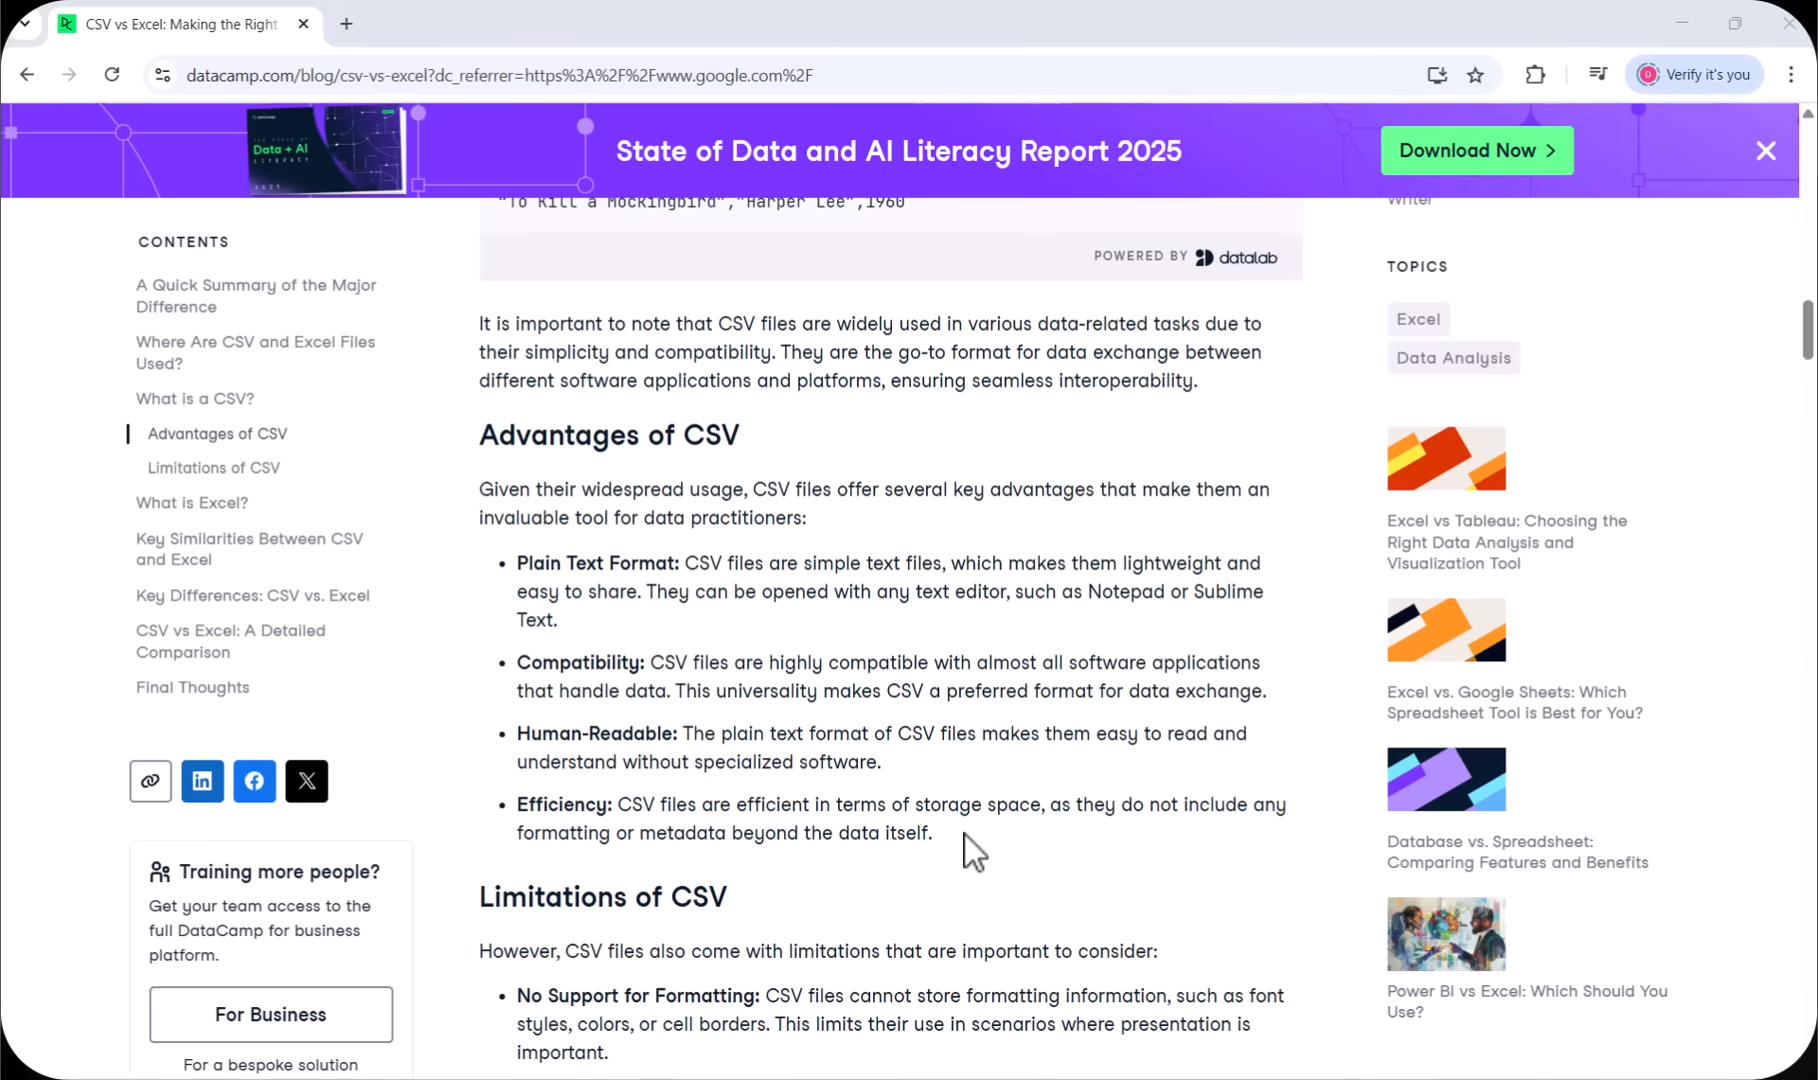 CSV vs Excel: Making the Right
datacamp.com/blog/csv-vs-excel?dc_referrer=https%3A%2F%2Fwww.google.com%2F
Verify it's you
Data + AI
LITERACY
2025
State of Data and AI Literacy Report 2025
Download Now >
CONTENTS
A Quick Summary of the Major
Difference
Where Are CSV and Excel Files
Used?
What is a CSV?
Advantages of CSV
Limitations of CSV
What is Excel?
Key Similarities Between CSV
and Excel
Key Differences: CSV vs. Excel
CSV vs Excel: A Detailed
Comparison
Final Thoughts
Training more people?
Get your team access to the
full DataCamp for business
platform.
For Business
For a bespoke solution
"To Kill a Mockingbird","Harper Lee",1960
POWERED BY datalab
It is important to note that CSV files are widely used in various data-related tasks due to
their simplicity and compatibility. They are the go-to format for data exchange between
different software applications and platforms, ensuring seamless interoperability.
Advantages of CSV
Given their widespread usage, CSV files offer several key advantages that make them an
invaluable tool for data practitioners:
• Plain Text Format: CSV files are simple text files, which makes them lightweight and
easy to share. They can be opened with any text editor, such as Notepad or Sublime
Text.
• Compatibility: CSV files are highly compatible with almost all software applications
that handle data. This universality makes CSV a preferred format for data exchange.
• Human-Readable: The plain text format of CSV files makes them easy to read and
understand without specialized software.
• Efficiency: CSV files are efficient in terms of storage space, as they do not include any
formatting or metadata beyond the data itself.
Limitations of CSV
However, CSV files also come with limitations that are important to consider:
• No Support for Formatting: CSV files cannot store formatting information, such as font
styles, colors, or cell borders. This limits their use in scenarios where presentation is
important.
Writer
TOPICS
Excel
Data Analysis
Excel vs Tableau: Choosing the
Right Data Analysis and
Visualization Tool
Excel vs. Google Sheets: Which
Spreadsheet Tool is Best for You?
Database vs. Spreadsheet:
Comparing Features and Benefits
Power BI vs Excel: Which Should You
Use?